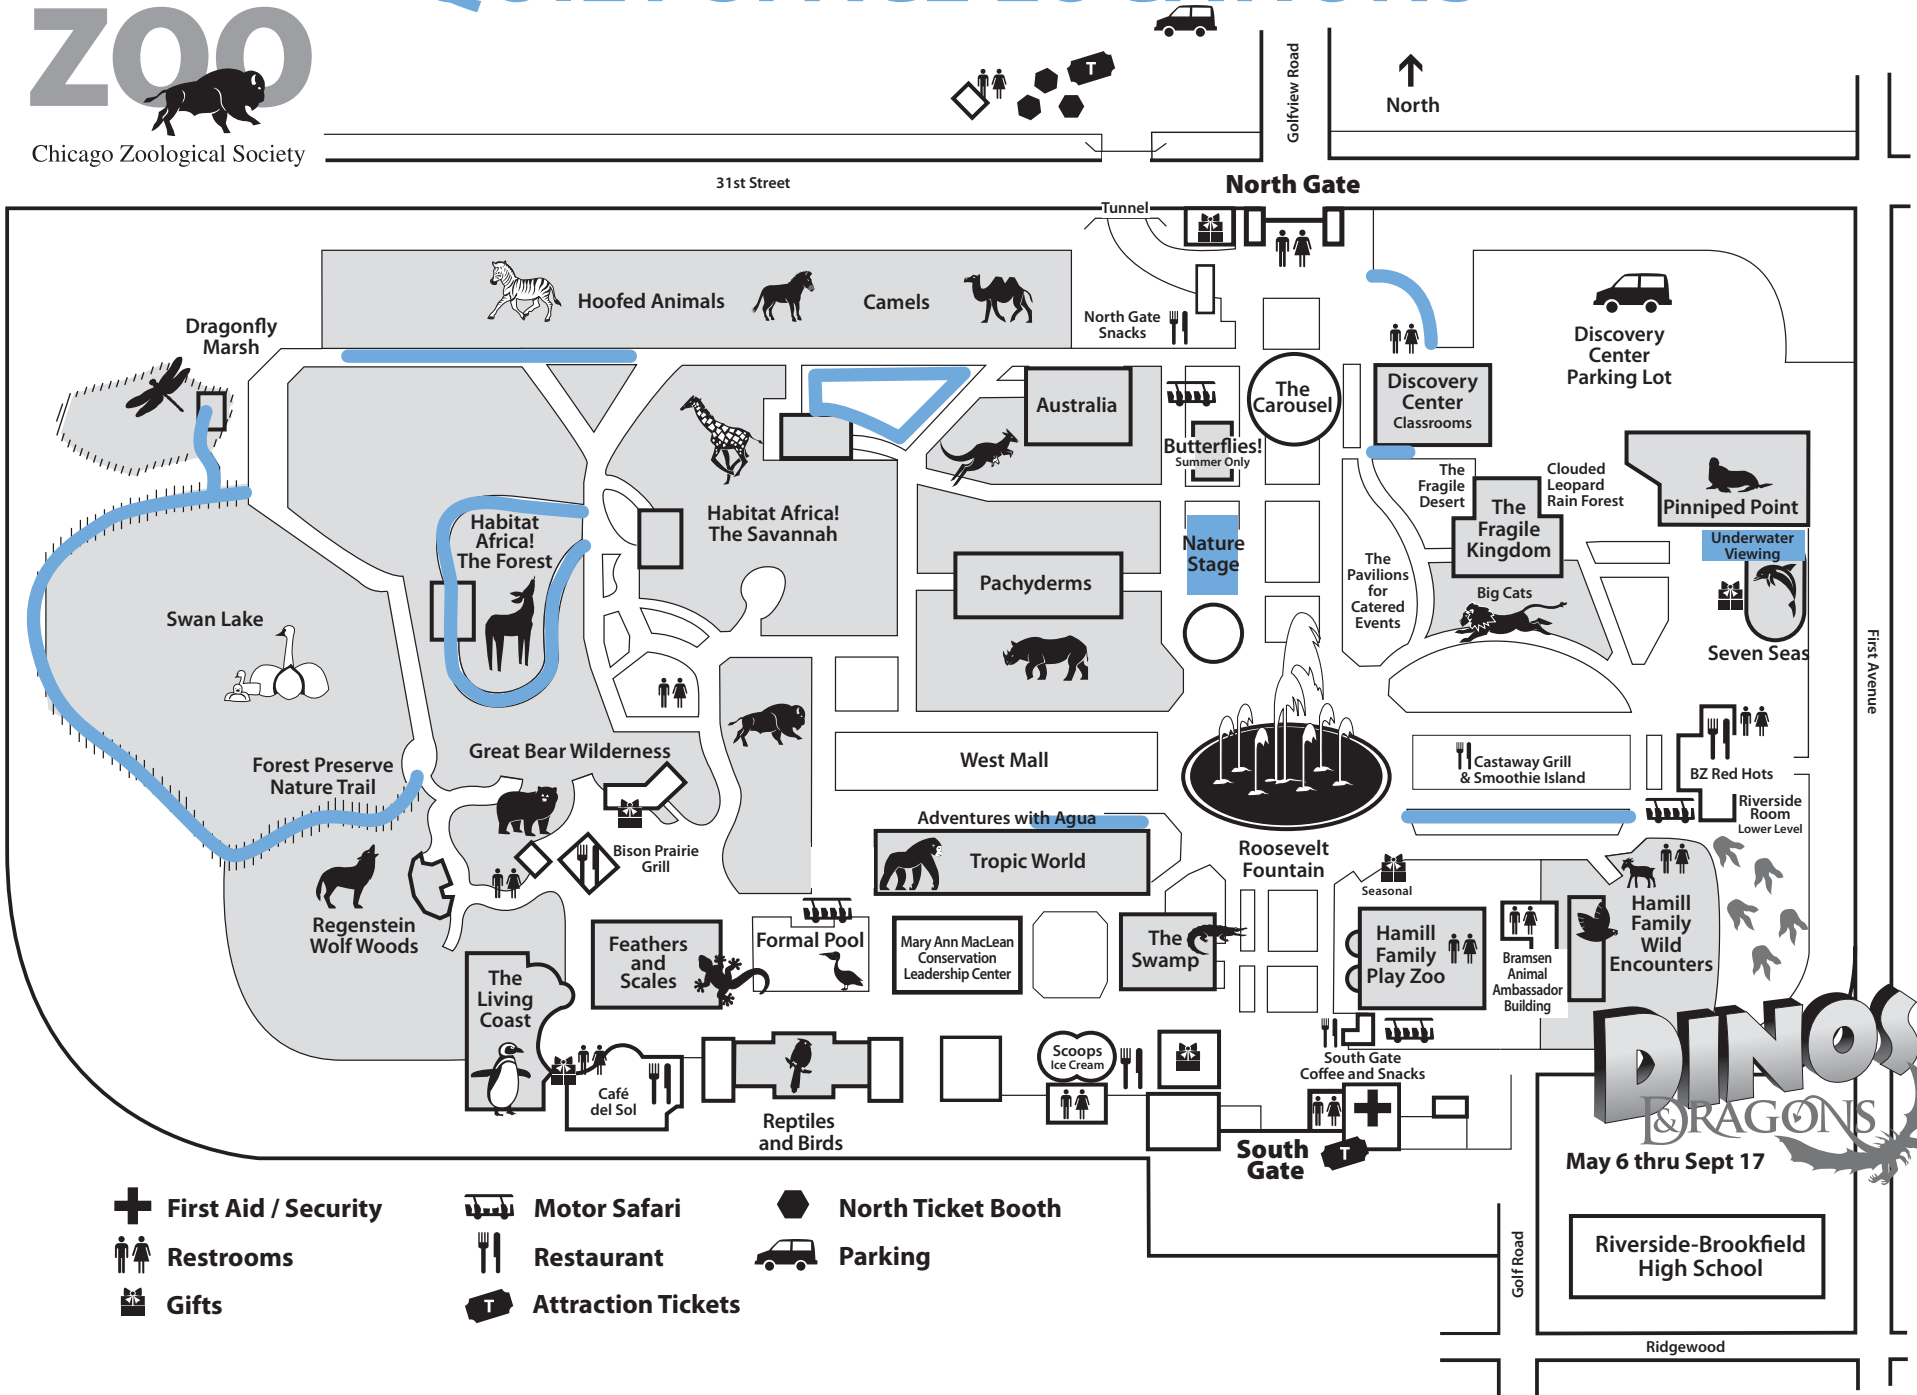 ZOO
Chicago Zoological Society
T
Golfview Road
North
31st Street
North Gate
Tunnel
Hoofed Animals
Camels
North Gate
Snacks
Dragonfly
Marsh
Discovery
Center
Parking Lot
Australia
The
Carousel
Discovery
Center
Classrooms
Butterflies!
Summer Only
The
Fragile
Desert
Clouded
Leopard
Rain Forest
Pinniped Point
The
Fragile
Kingdom
Underwater
Viewing
Habitat
Africa!
The Forest
Habitat Africa!
The Savannah
Nature
Stage
Pachyderms
The
Pavilions
for
Catered
Events
Big Cats
Seven Seas
Swan Lake
First Avenue
Great Bear Wilderness
Forest Preserve
Nature Trail
West Mall
Castaway Grill
& Smoothie Island
BZ Red Hots
Riverside
Room
Lower Level
Adventures with Agua
Tropic World
Roosevelt
Fountain
Bison Prairie
Grill
Seasonal
Regenstein
Wolf Woods
Feathers
and
Scales
Formal Pool
Mary Ann MacLean
Conservation
Leadership Center
The
Swamp
Hamill
Family
Play Zoo
Bramsen
Animal
Ambassador
Building
Hamill
Family
Wild
Encounters
The
Living
Coast
Café
del Sol
Reptiles
and Birds
Scoops
Ice Cream
South Gate
Coffee and Snacks
South
Gate
T
DINOS
& DRAGONS
May 6 thru Sept 17
First Aid / Security
Restrooms
Gifts
Motor Safari
Restaurant
T
Attraction Tickets
North Ticket Booth
Parking
Golf Road
Riverside-Brookfield
High School
Ridgewood